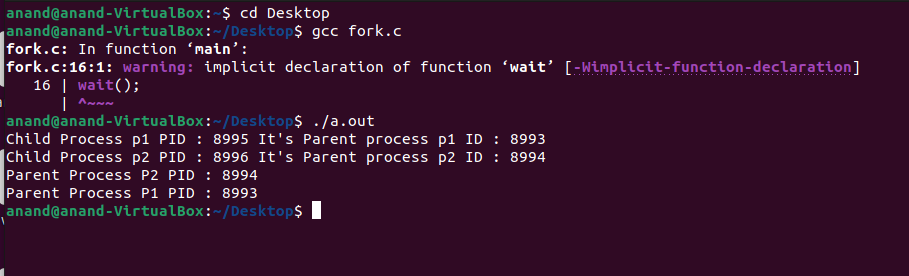 anand@anand-VirtualBox:~$ cd Desktop
anand@anand-VirtualBox:~/Desktop$ gcc fork.c
fork.c: In function ‘main’:
fork.c:16:1: warning: implicit declaration of function ‘wait’ [-Wimplicit-function-declaration]
   16 | wait();
      | ^~~~
anand@anand-VirtualBox:~/Desktop$ ./a.out
Child Process p1 PID : 8995 It's Parent process p1 ID : 8993
Child Process p2 PID : 8996 It's Parent process p2 ID : 8994
Parent Process P2 PID : 8994
Parent Process P1 PID : 8993
anand@anand-VirtualBox:~/Desktop$